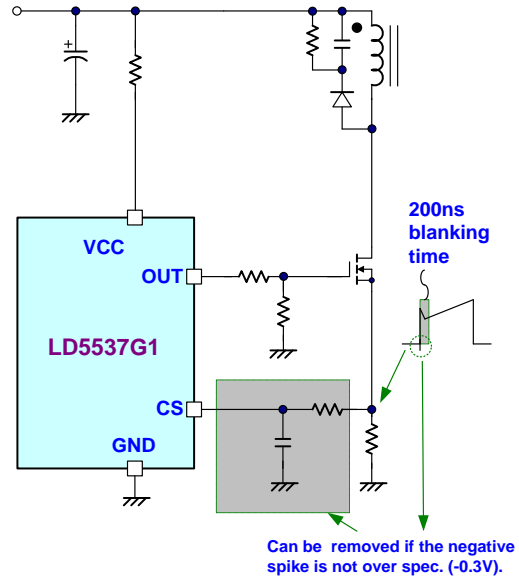 200ns
blanking
time
VCC
OUT
LD5537G1
CS
GND
Can be removed if the negative
spike is not over spec. (-0.3V).